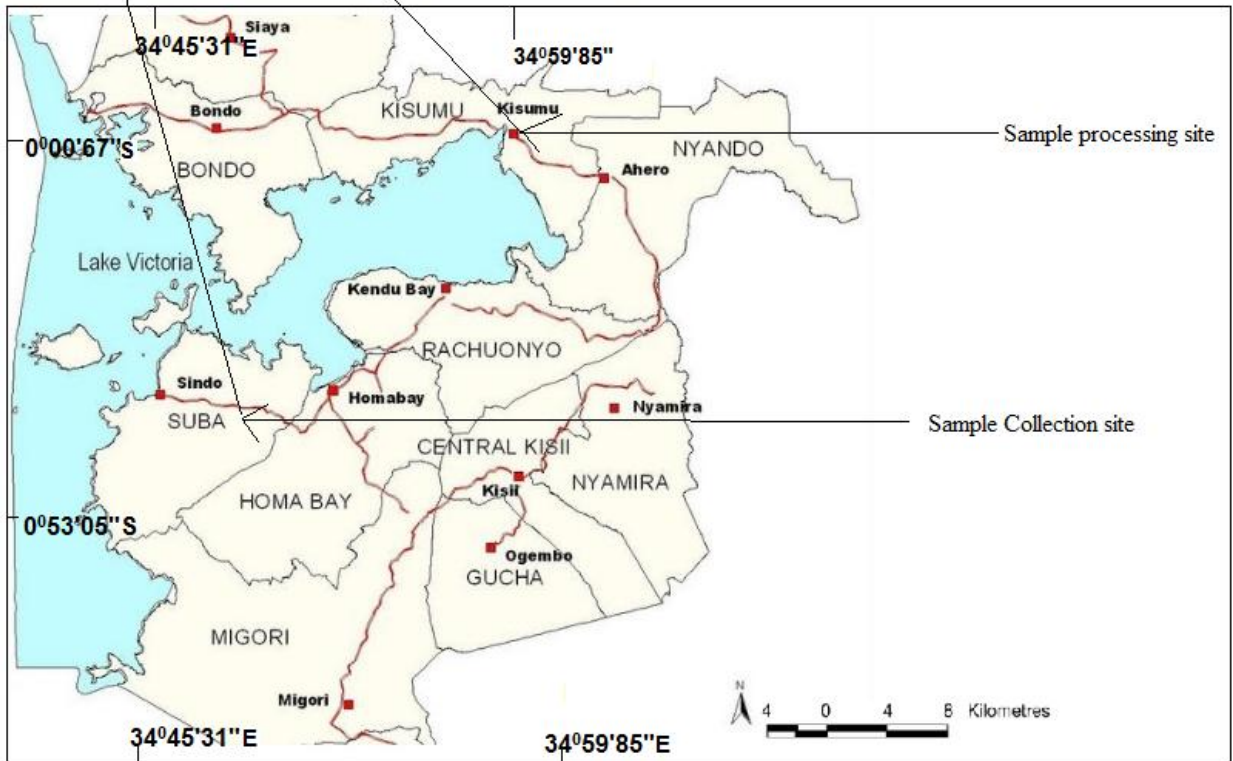 Siaya
34⁰45'31"E
34⁰59'85"
KISUMU
Kisumu
Bondo
Sample processing site
0⁰00'67"S
NYANDO
BONDO
Ahero
Lake Victoria
Kendu Bay
RACHUONYO
Sindo
Homabay
Nyamira
SUBA
Sample Collection site
CENTRAL KISII
NYAMIRA
Kisii
HOMA BAY
0⁰53'05"S
Ogembo
GUCHA
MIGORI
N
Migori
4 0 4 8 Kilometres
34⁰45'31"E
34⁰59'85"E